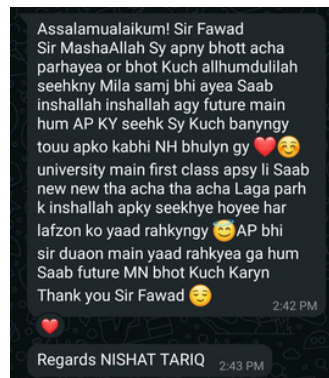 Assalamualaikum! Sir Fawad
Sir MashaAllah Sy apny bhott acha
parhayea or bhot Kuch allhumdulilah
seehkny Mila samj bhi ayea Saab
inshallah inshallah agy future main
hum AP KY seehk Sy Kuch banyngy
touu apko kabhi NH bhulyn gy ❤️☺️
university main first class apsy li Saab
new new tha acha tha acha Laga parh
k inshallah apky seekhye hoyee har
lafzon ko yaad rahkyngy 😇AP bhi
sir duaon main yaad rahkyea ga hum
Saab future MN bhot Kuch Karyn
Thank you Sir Fawad 😌
2:42 PM
❤️
Regards NISHAT TARIQ 2:43 PM